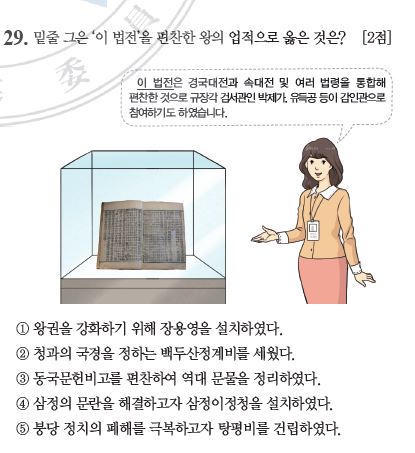 29. 밑줄 그은 '이 법전'을 편찬한 왕의 업적으로 옳은 것은? [2점]
이 법전은 경국대전과 속대전 및 여러 법령을 통합해
편찬한 것으로 규장각 검서관인 박제가, 유득공 등이 감인관으로
참여하기도 하였습니다.
① 왕권을 강화하기 위해 장용영을 설치하였다.
② 청과의 국경을 정하는 백두산정계비를 세웠다.
③ 동국문헌비고를 편찬하여 역대 문물을 정리하였다.
④ 삼정의 문란을 해결하고자 삼정이정청을 설치하였다.
⑤ 붕당 정치의 폐해를 극복하고자 탕평비를 건립하였다.